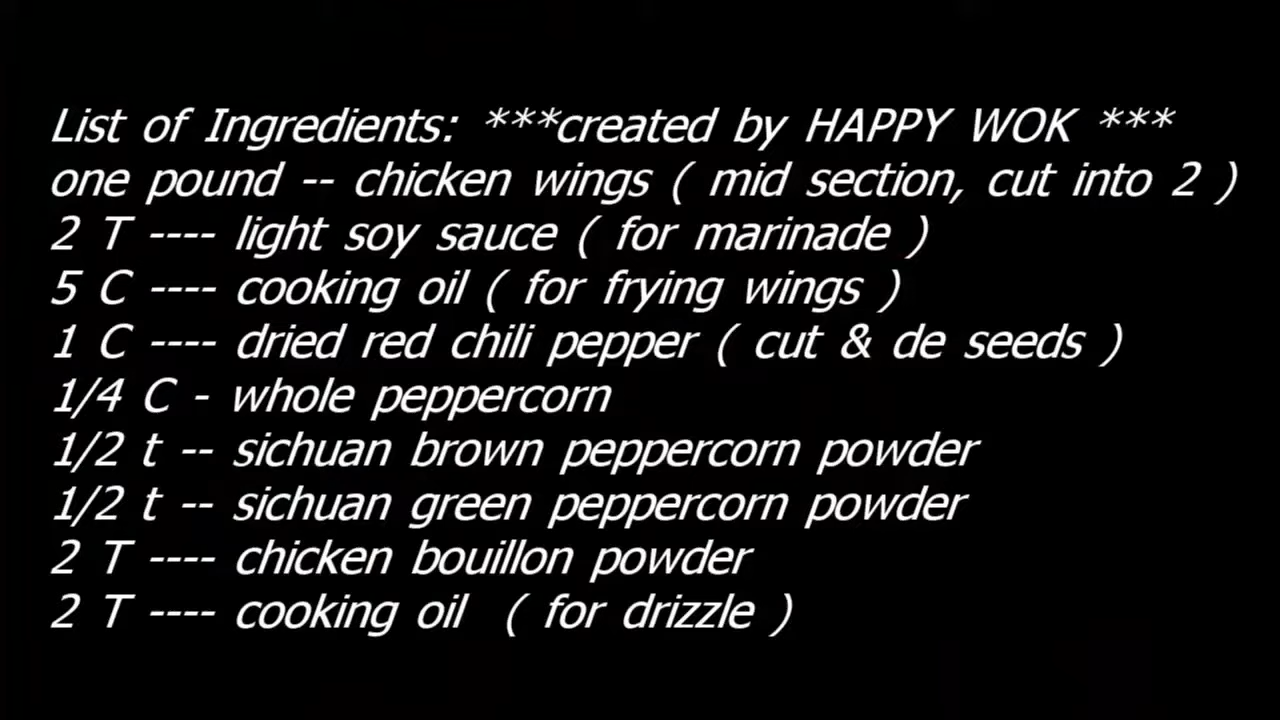 List of Ingredients: ***created by HAPPY WOK ***
one pound -- chicken wings ( mid section, cut into 2 )
2 T ---- light soy sauce ( for marinade )
5 C ---- cooking oil ( for frying wings )
1 C ---- dried red chili pepper ( cut & de seeds )
1/4 C - whole peppercorn
1/2 t -- sichuan brown peppercorn powder
1/2 t -- sichuan green peppercorn powder
2 T ---- chicken bouillon powder
2 T ---- cooking oil ( for drizzle )